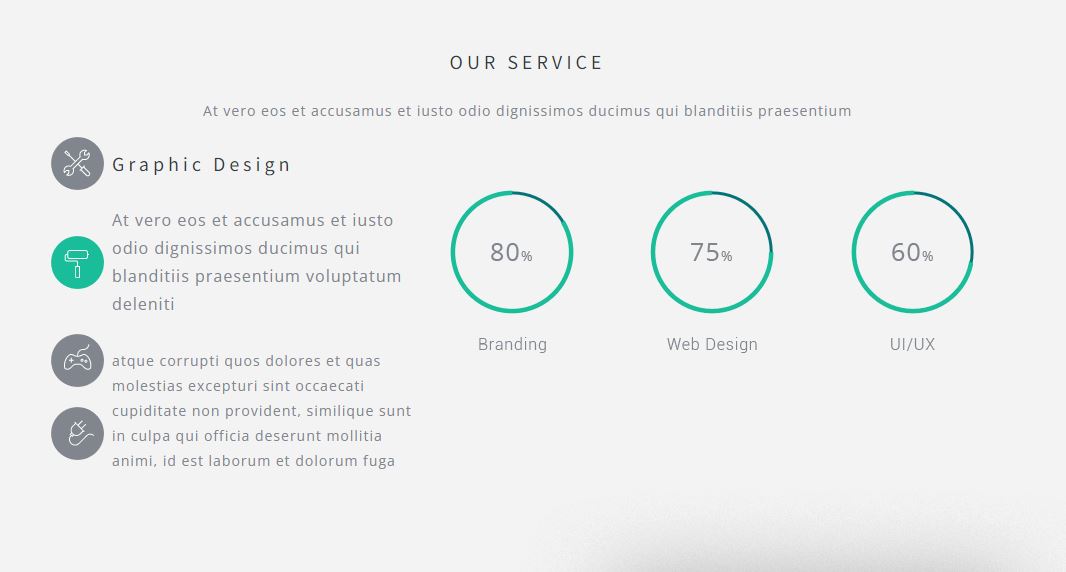 OUR SERVICE
At vero eos et accusamus et iusto odio dignissimos ducimus qui blanditiis praesentium
Graphic Design
At vero eos et accusamus et iusto
odio dignissimos ducimus qui
blanditiis praesentium voluptatum
deleniti
atque corrupti quos dolores et quas
molestias excepturi sint occaecati
cupiditate non provident, similique sunt
in culpa qui officia deserunt mollitia
animi, id est laborum et dolorum fuga
80%
Branding
75%
Web Design
60%
UI/UX